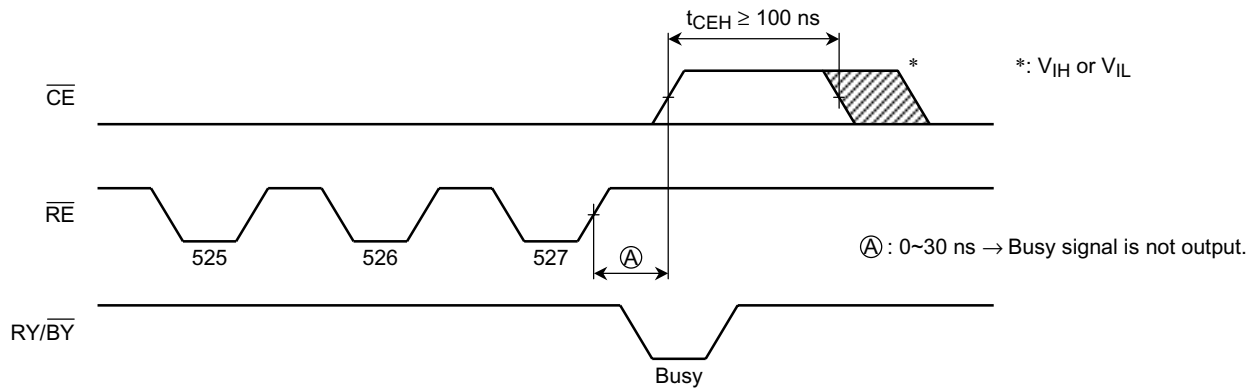 tCEH ≥ 100 ns
*
*: VIH or VIL
CE
RE
525
526
527
A
A : 0~30 ns → Busy signal is not output.
RY/BY
Busy